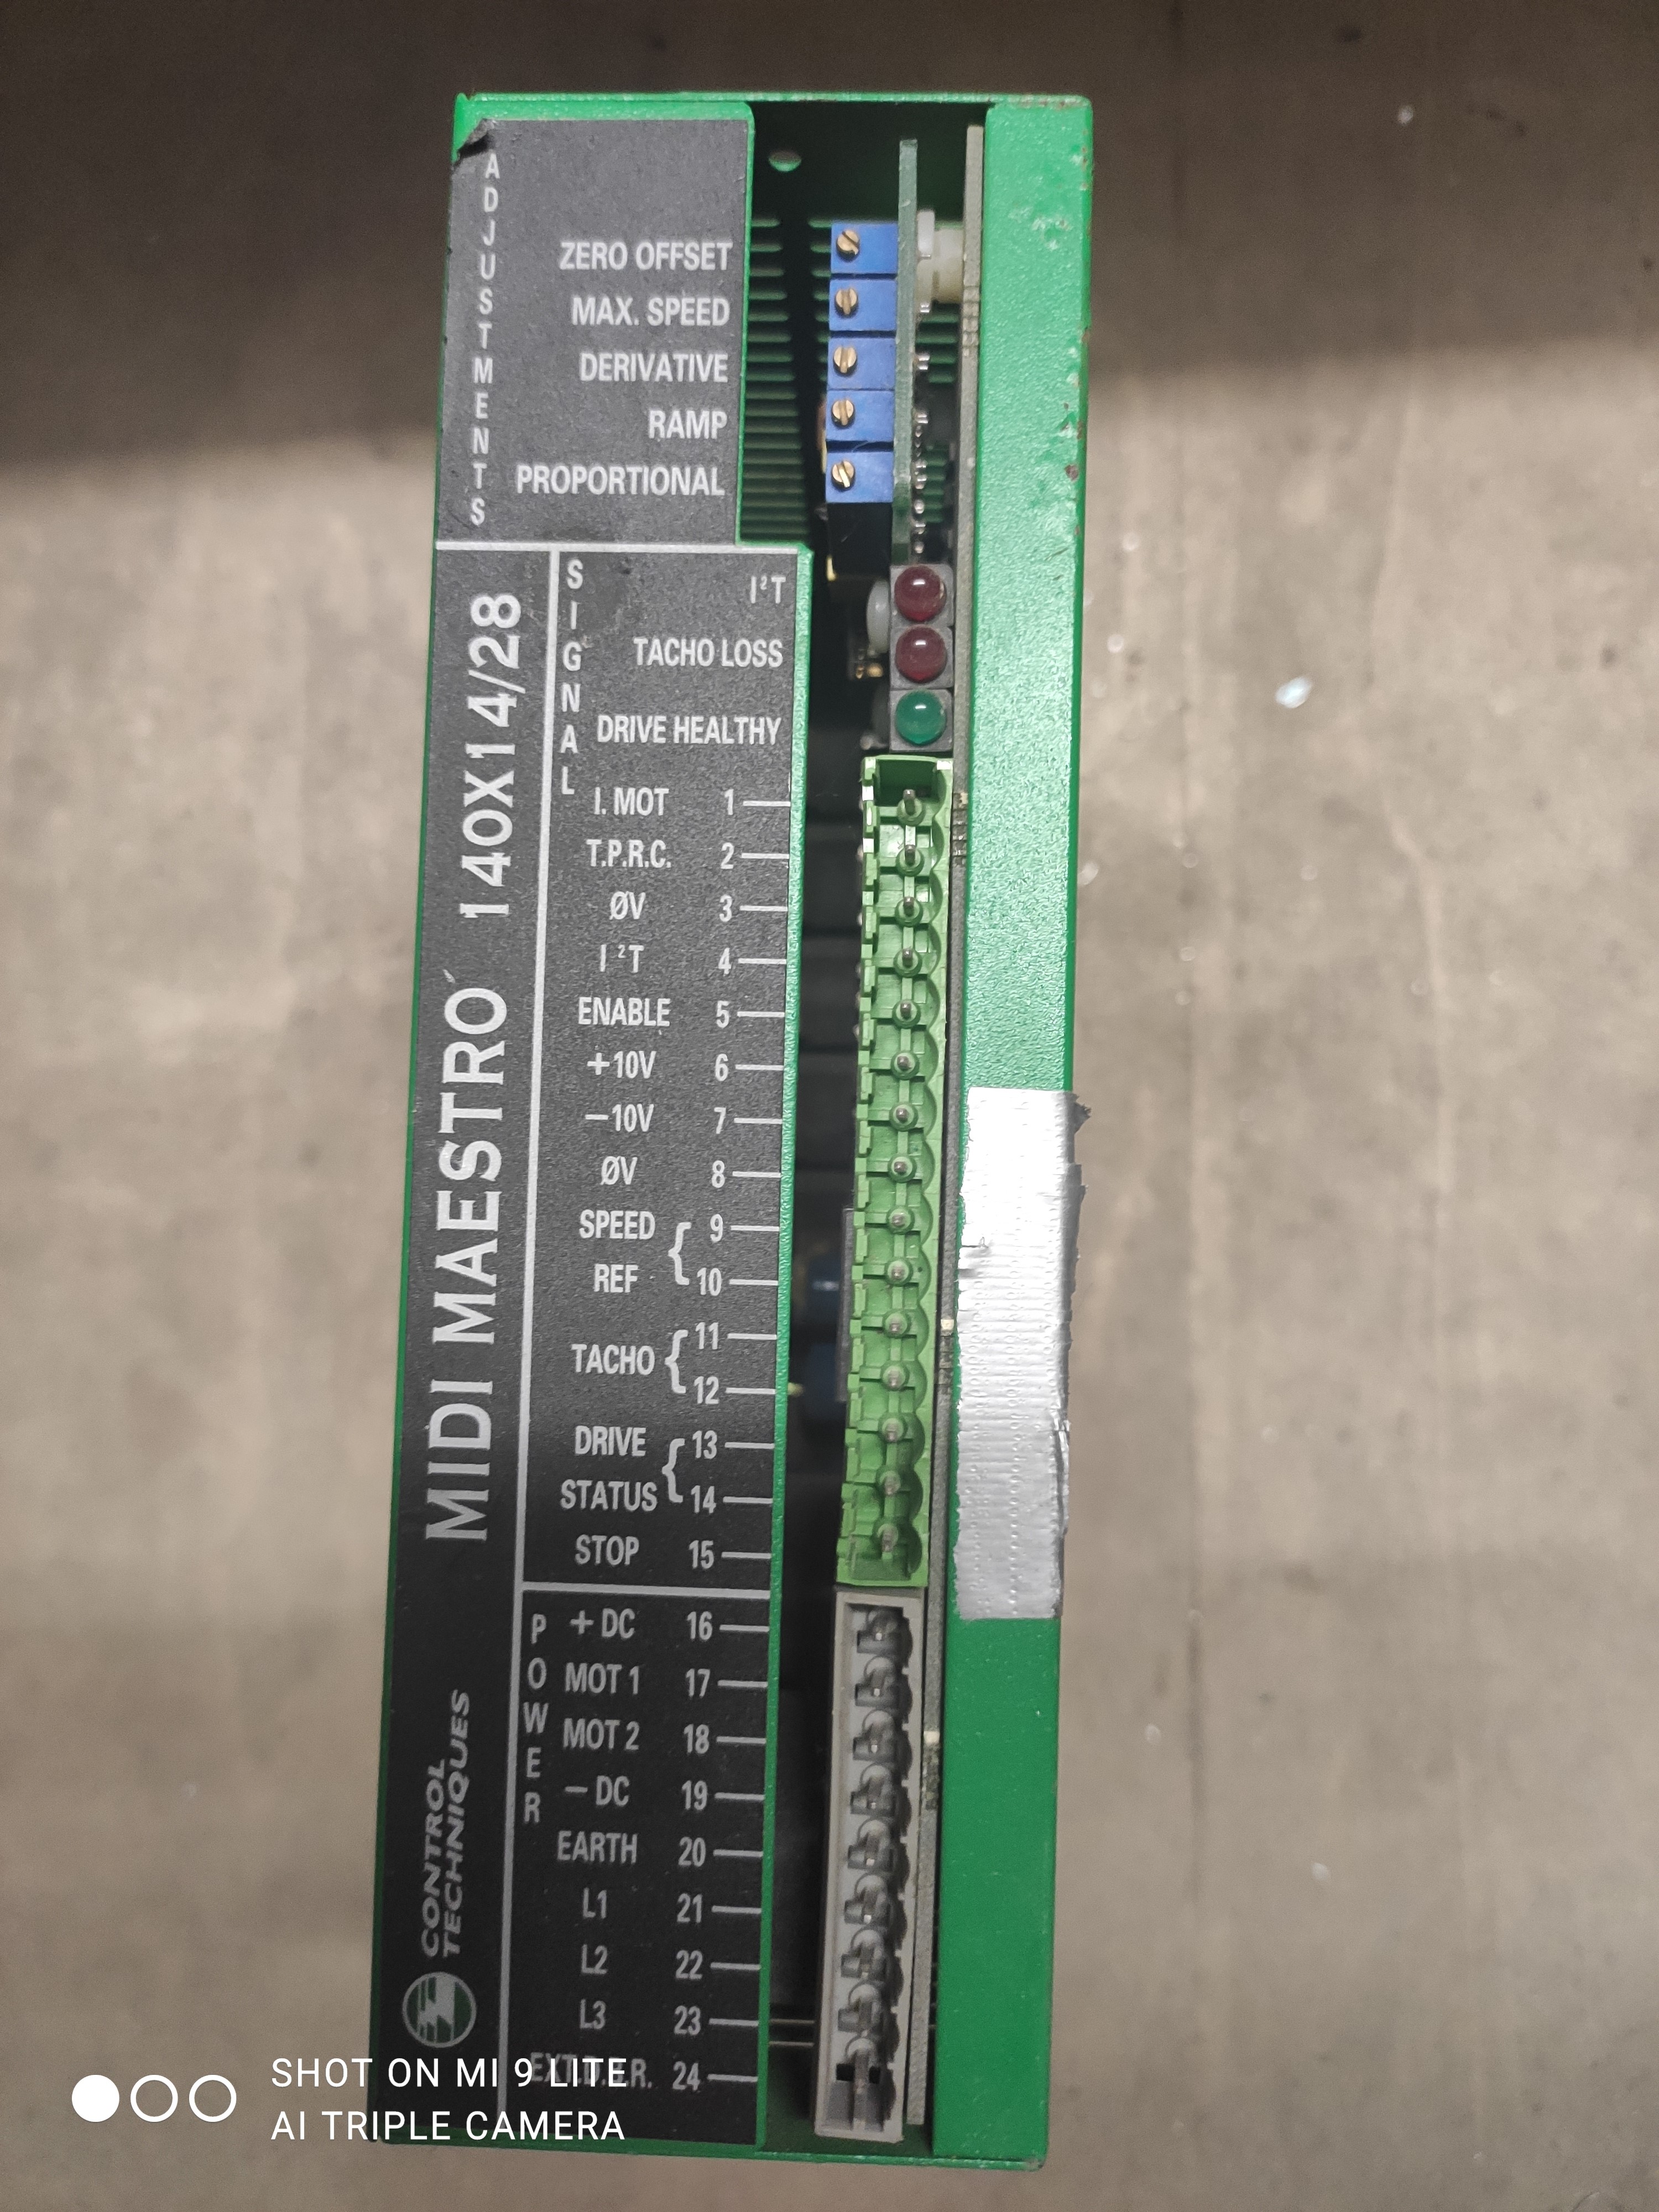 ADJUSTMENTS
ZERO OFFSET
MAX. SPEED
DERIVATIVE
RAMP
PROPORTIONAL
MIDI MAESTRO 140X14/28
CONTROL
TECHNIQUES
SIGNAL
I²T
TACHO LOSS
DRIVE HEALTHY
I. MOT 1
T.P.R.C. 2
ØV 3
I²T 4
ENABLE 5
+10V 6
−10V 7
ØV 8
SPEED 9
REF 10
TACHO 11
12
DRIVE 13
STATUS 14
STOP 15
POWER
+ DC 16
MOT 1 17
MOT 2 18
− DC 19
EARTH 20
L1 21
L2 22
L3 23
24
SHOT ON MI 9 LITE
AI TRIPLE CAMERA